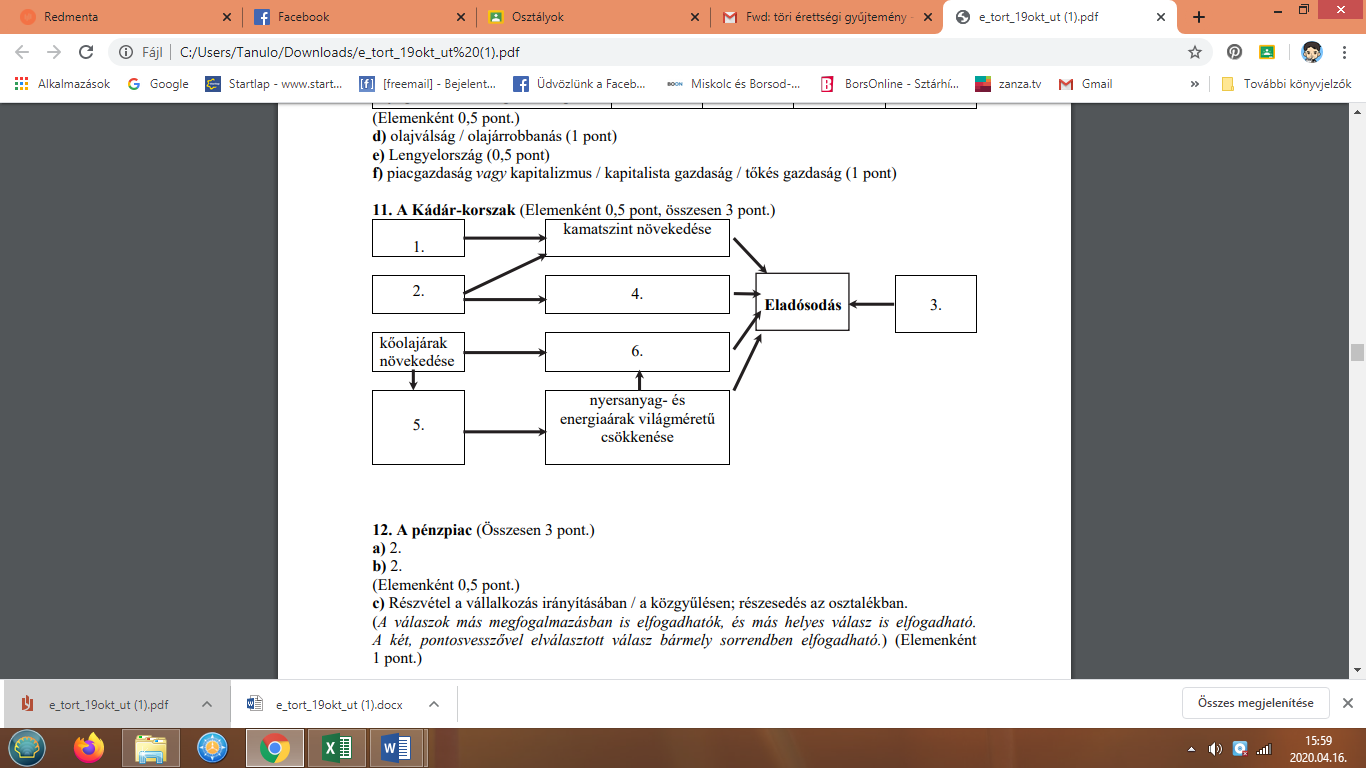 Redmenta
Facebook
Osztályok
Fwd: töri érettségi gyűjtemény -
e_tort_19okt_ut (1).pdf
Fájl | C:/Users/Tanulo/Downloads/e_tort_19okt_ut%20(1).pdf
Alkalmazások
Google
Startlap - www.start...
[freemail] - Bejelent...
Üdvözlünk a Faceb...
Miskolc és Borsod-...
BorsOnline - Sztárhí...
zanza.tv
Gmail
»
További könyvjelzők
(Elemenként 0,5 pont.)
d) olajválság / olajárrobbanás (1 pont)
e) Lengyelország (0,5 pont)
f) piacgazdaság vagy kapitalizmus / kapitalista gazdaság / tőkés gazdaság (1 pont)
11. A Kádár-korszak (Elemenként 0,5 pont, összesen 3 pont.)
1.
kamatszint növekedése
2.
4.
Eladósodás
3.
kőolajárak
növekedése
6.
5.
nyersanyag- és
energiaárak világméretű
csökkenése
12. A pénzpiac (Összesen 3 pont.)
a) 2.
b) 2.
(Elemenként 0,5 pont.)
c) Részvétel a vállalkozás irányításában / a közgyűlésen; részesedés az osztalékban.
(A válaszok más megfogalmazásban is elfogadhatók, és más helyes válasz is elfogadható.
A két, pontosvesszővel elválasztott válasz bármely sorrendben elfogadható.) (Elemenként
1 pont.)
e_tort_19okt_ut (1).pdf
e_tort_19okt_ut (1).docx
Összes megjelenítése
15:59
2020.04.16.